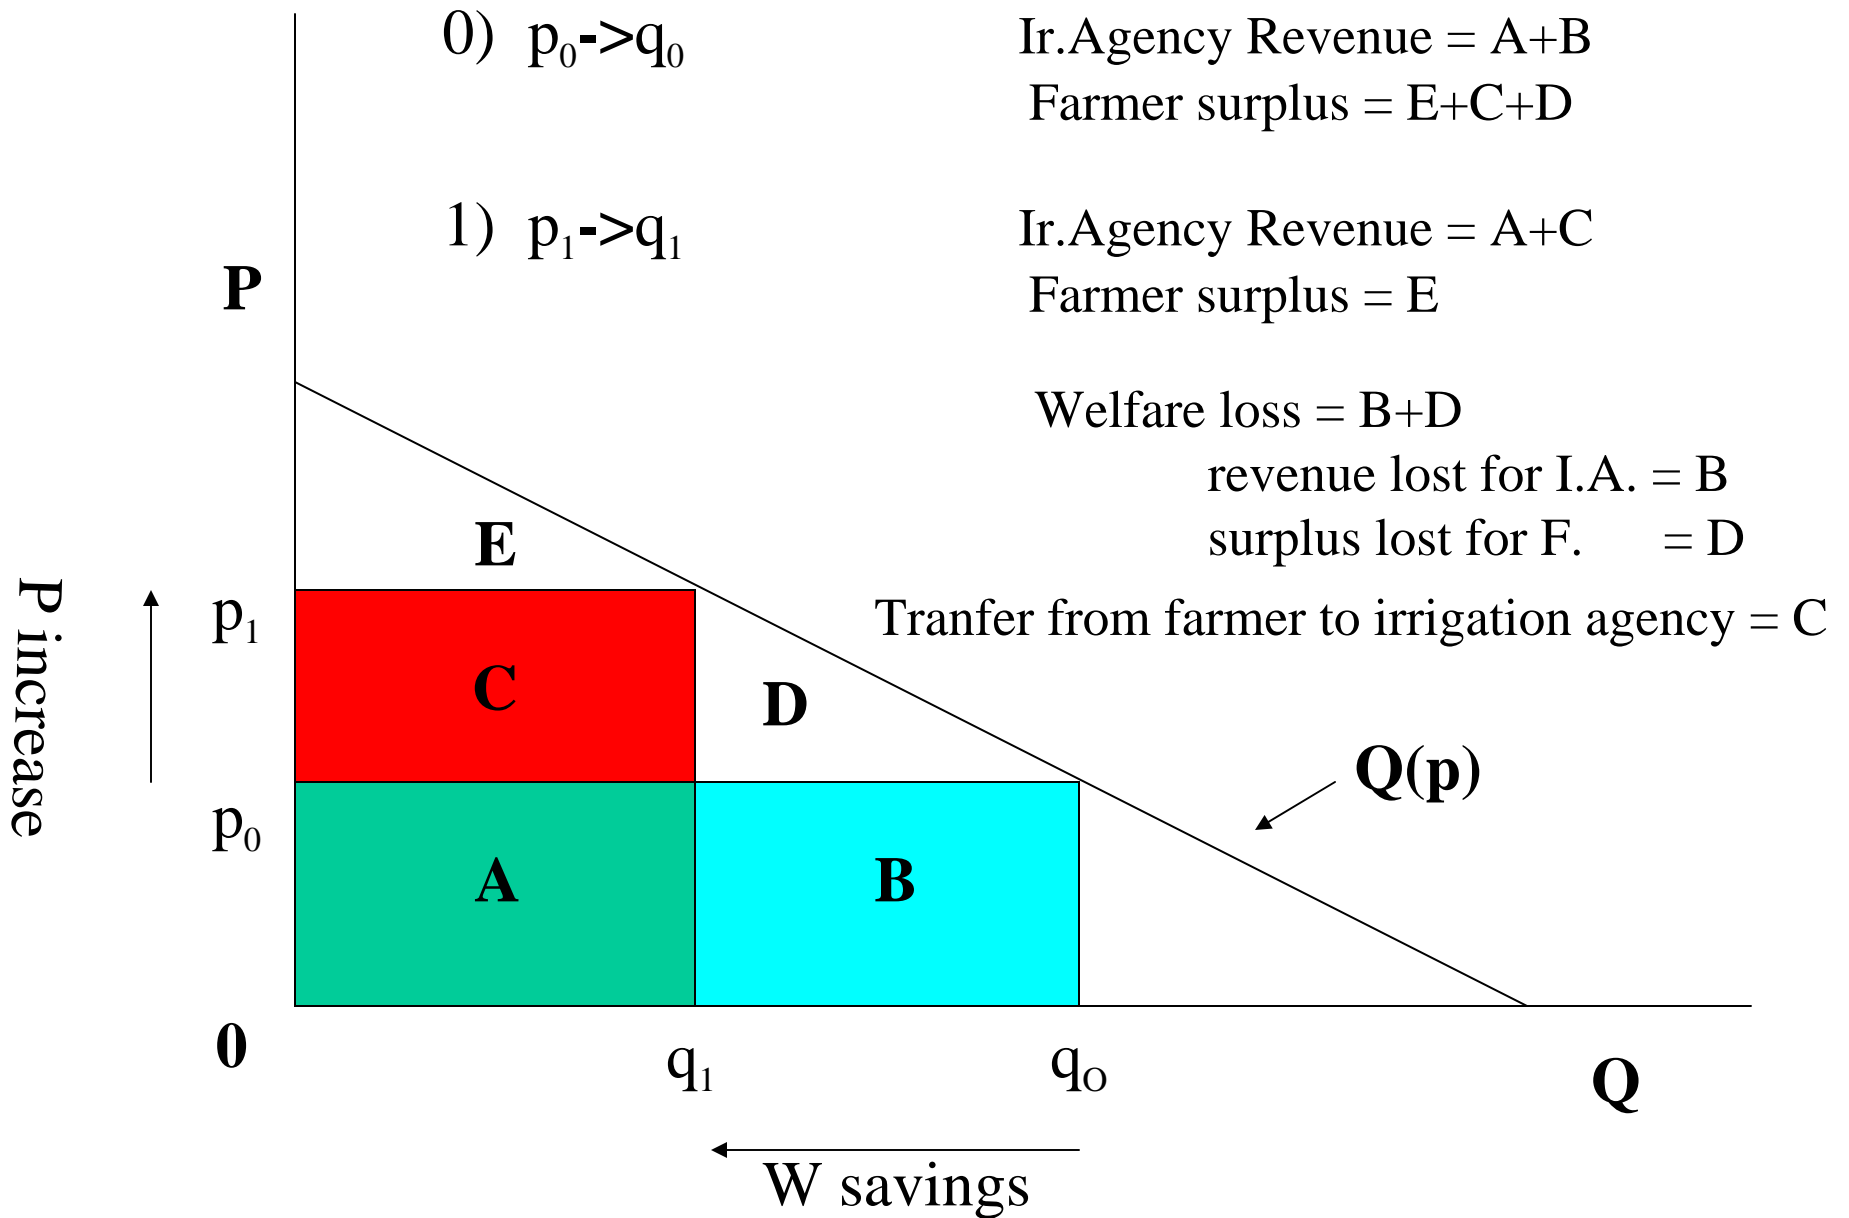 0) p₀->q₀
Ir.Agency Revenue = A+B
Farmer surplus = E+C+D
1) p₁->q₁
Ir.Agency Revenue = A+C
Farmer surplus = E
P
Welfare loss = B+D
revenue lost for I.A. = B
surplus lost for F. = D
Tranfer from farmer to irrigation agency = C
E
P increase
p₁
C
D
Q(p)
p₀
A
B
0
q₁
qₒ
Q
W savings